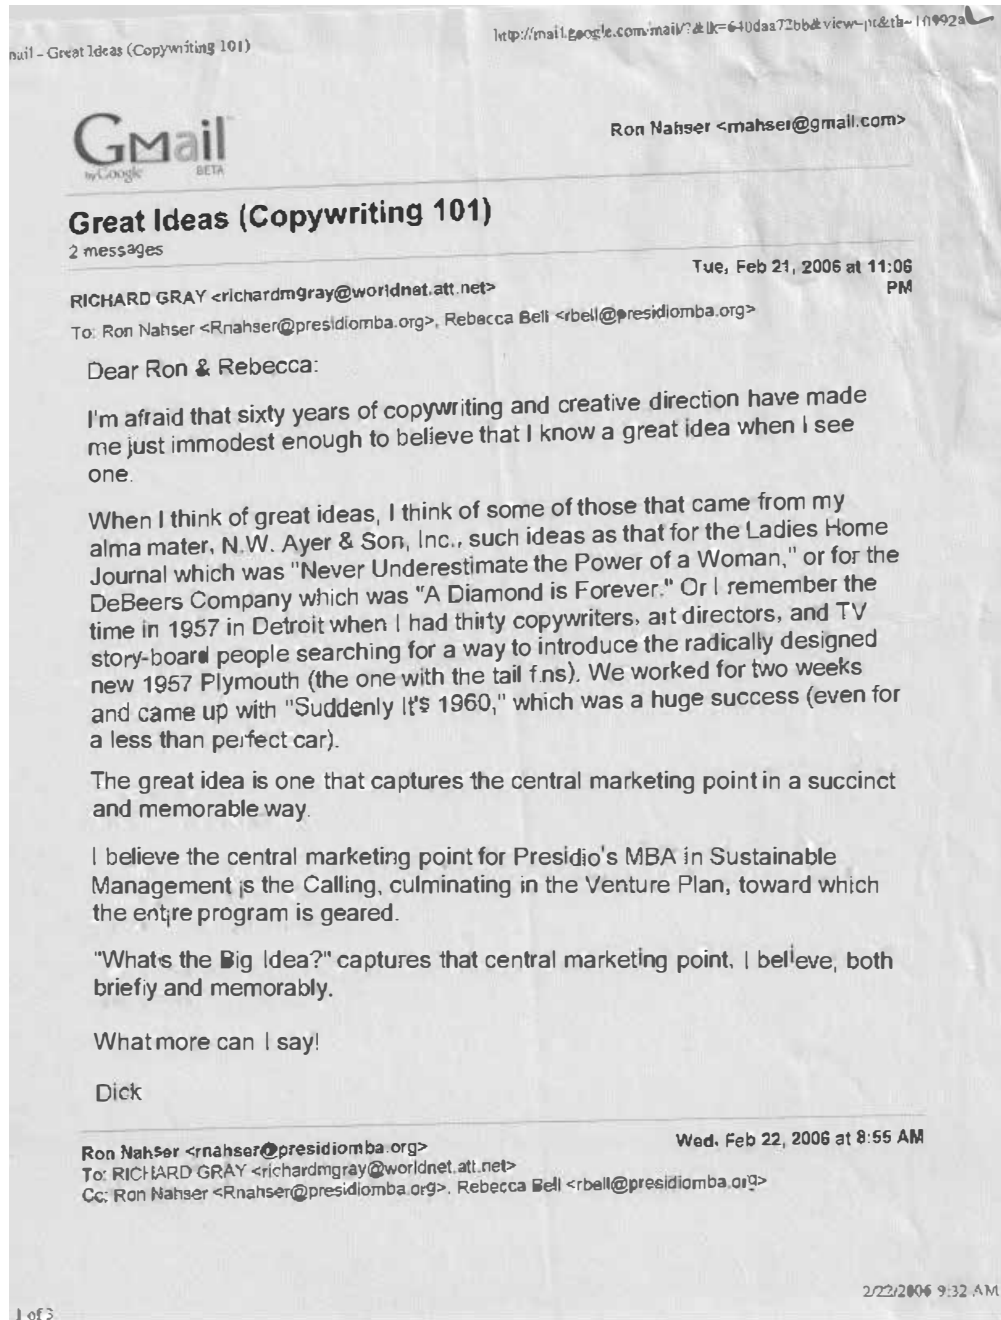 mail - Great Ideas (Copywriting 101)
http://mail.google.com/mail/?&ik=640daa72bb&view=pt&th=
GMail
by Google BETA
Ron Nahser <rnahser@gmail.com>
Great Ideas (Copywriting 101)
2 messages
RICHARD GRAY <richardmgray@worldnet.att.net>
Tue, Feb 21, 2006 at 11:06
PM
To: Ron Nahser <Rnahser@presidiomba.org>, Rebecca Bell <rbell@presidiomba.org>
Dear Ron & Rebecca:
I'm afraid that sixty years of copywriting and creative direction have made
me just immodest enough to believe that I know a great idea when I see
one.
When I think of great ideas, I think of some of those that came from my
alma mater, N.W. Ayer & Son, Inc., such ideas as that for the Ladies Home
Journal which was "Never Underestimate the Power of a Woman," or for the
DeBeers Company which was "A Diamond is Forever." Or I remember the
time in 1957 in Detroit when I had thirty copywriters, art directors, and TV
story-board people searching for a way to introduce the radically designed
new 1957 Plymouth (the one with the tail fins). We worked for two weeks
and came up with "Suddenly It's 1960," which was a huge success (even for
a less than perfect car).
The great idea is one that captures the central marketing point in a succinct
and memorable way.
I believe the central marketing point for Presidio's MBA in Sustainable
Management is the Calling, culminating in the Venture Plan, toward which
the entire program is geared.
"What's the Big Idea?" captures that central marketing point, I believe, both
briefly and memorably.
What more can I say!
Dick
Ron Nahser <rnahser@presidiomba.org>
Wed, Feb 22, 2006 at 8:55 AM
To: RICHARD GRAY <richardmgray@worldnet.att.net>
Cc: Ron Nahser <Rnahser@presidiomba.org>, Rebecca Bell <rbell@presidiomba.org>
1 of 3
2/22/2006 9:32 AM